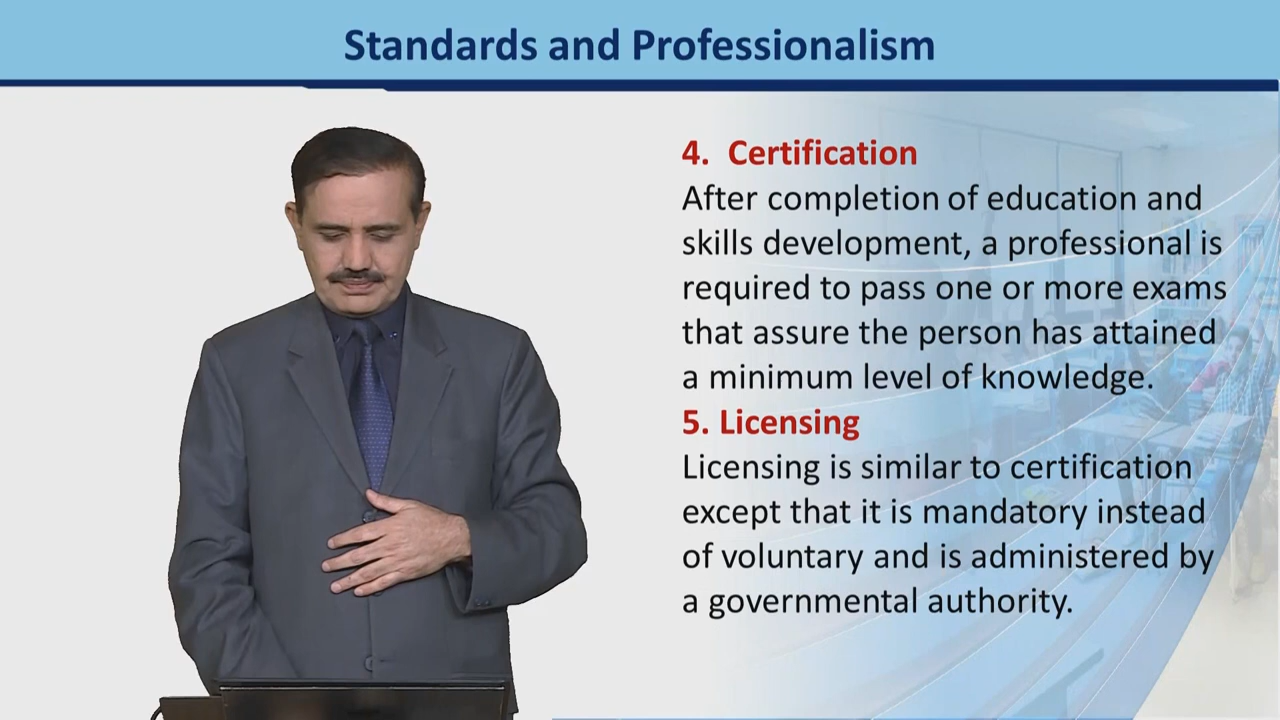 Standards and Professionalism
4. Certification
After completion of education and
skills development, a professional is
required to pass one or more exams
that assure the person has attained
a minimum level of knowledge.
5. Licensing
Licensing is similar to certification
except that it is mandatory instead
of voluntary and is administered by
a governmental authority.